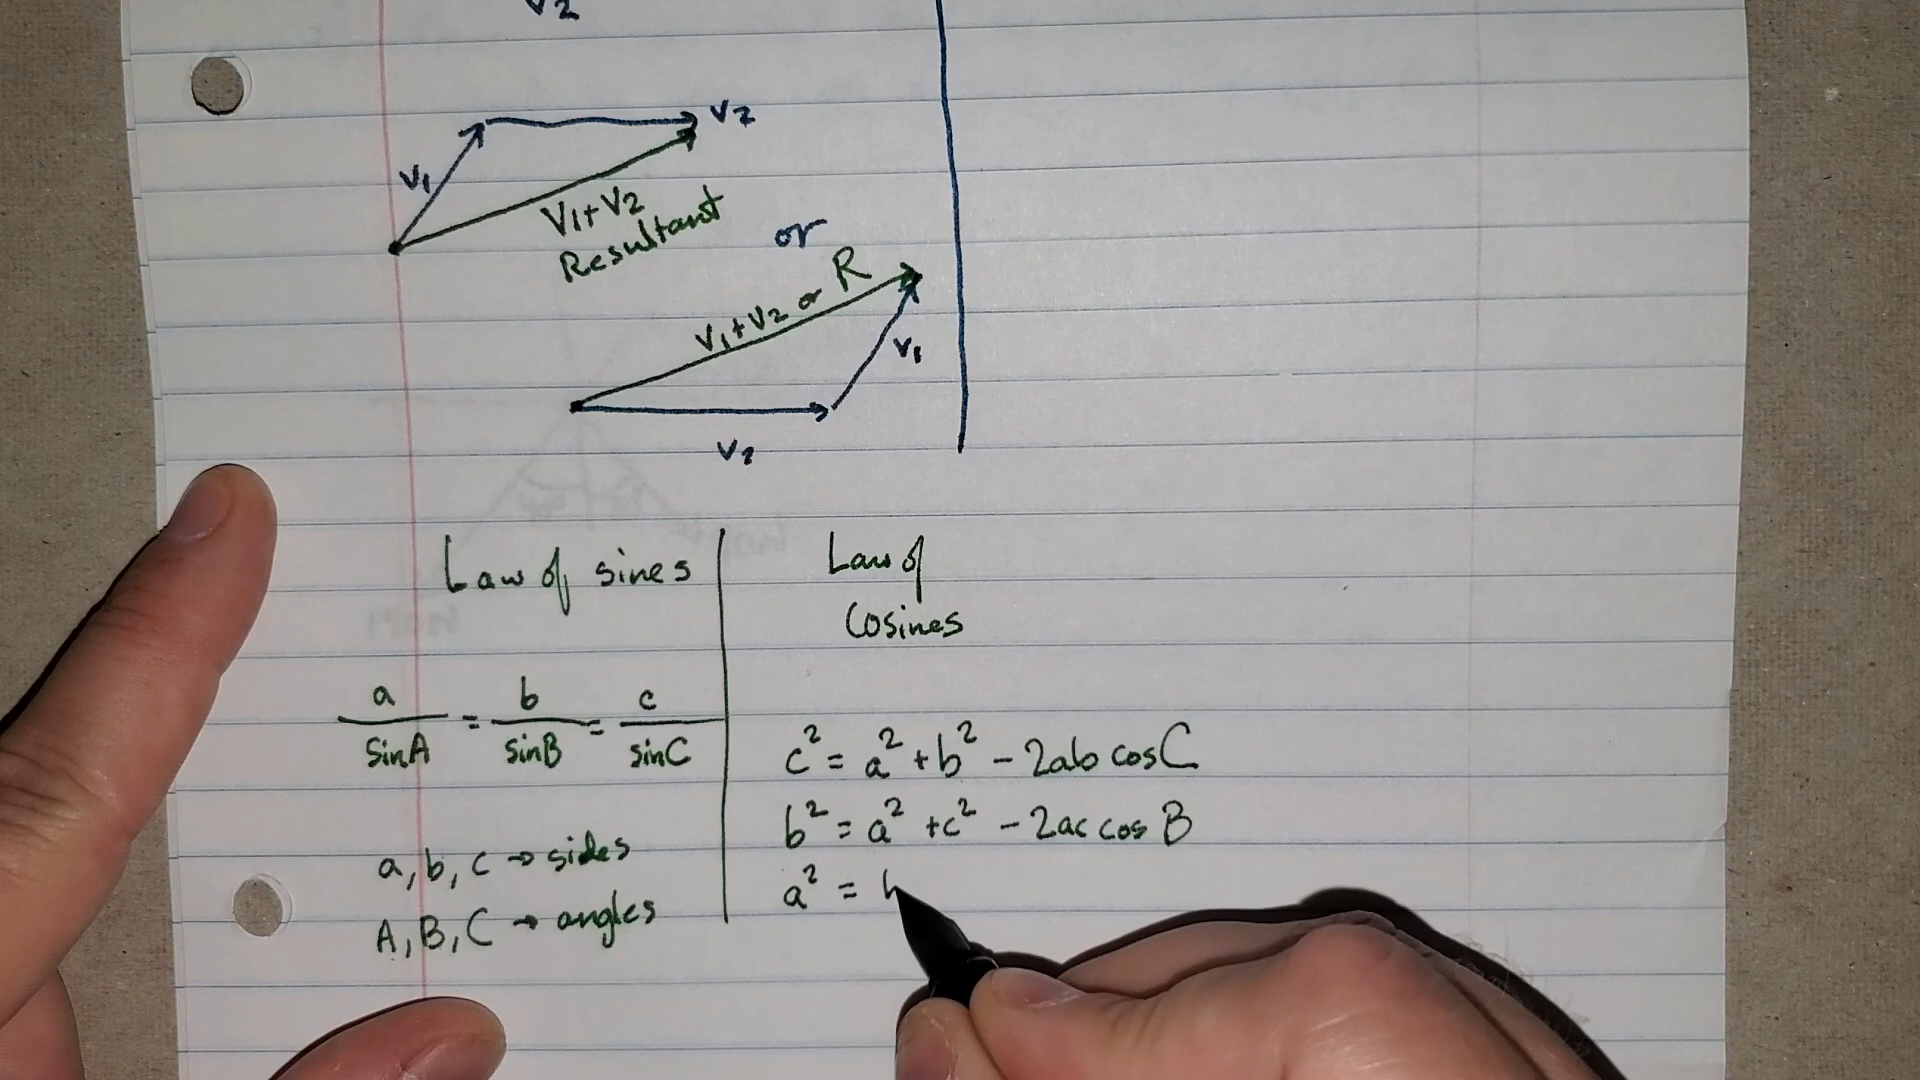 V2
V2
V1
V1+V2
Resultant
or
V1+V2 or R
V1
V2
Law of sines
a/sinA = b/sinB = c/sinC
a, b, c → sides
A, B, C → angles
Law of
Cosines
c² = a² + b² - 2ab cosC
b² = a² + c² - 2ac cos B
a² =